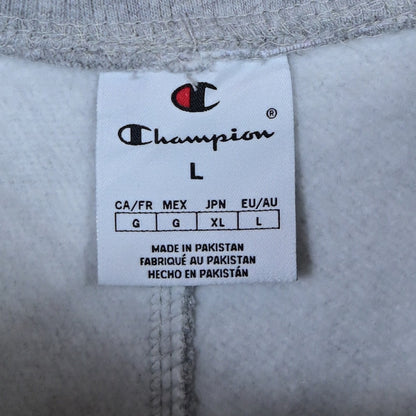 Champion®
L
CA/FR MEX JPN EU/AU
G G XL L
MADE IN PAKISTAN
FABRIQUÉ AU PAKISTAN
HECHO EN PAKISTÁN